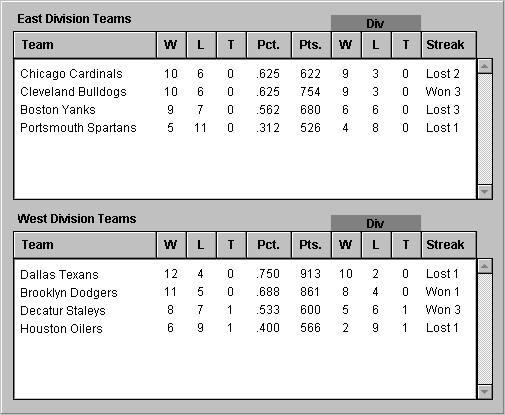 East Division Teams
Div
Team W L T Pct. Pts. W L T Streak
Chicago Cardinals 10 6 0 .625 622 9 3 0 Lost 2
Cleveland Bulldogs 10 6 0 .625 754 9 3 0 Won 3
Boston Yanks 9 7 0 .562 680 6 6 0 Lost 3
Portsmouth Spartans 5 11 0 .312 526 4 8 0 Lost 1
West Division Teams
Div
Team W L T Pct. Pts. W L T Streak
Dallas Texans 12 4 0 .750 913 10 2 0 Lost 1
Brooklyn Dodgers 11 5 0 .688 861 8 4 0 Won 1
Decatur Staleys 8 7 1 .533 600 5 6 1 Won 3
Houston Oilers 6 9 1 .400 566 2 9 1 Lost 1